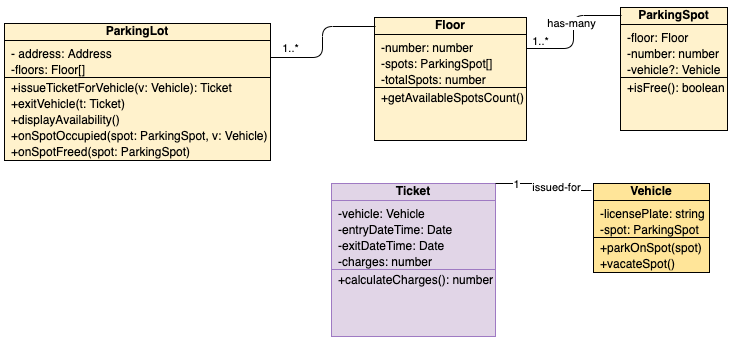 ParkingLot
- address: Address
-floors: Floor[]
+issueTicketForVehicle(v: Vehicle): Ticket
+exitVehicle(t: Ticket)
+displayAvailability()
+onSpotOccupied(spot: ParkingSpot, v: Vehicle)
+onSpotFreed(spot: ParkingSpot)
1..*
Floor
-number: number
-spots: ParkingSpot[]
-totalSpots: number
+getAvailableSpotsCount()
has-many
1..*
ParkingSpot
-floor: Floor
-number: number
-vehicle?: Vehicle
+isFree(): boolean
Ticket
-vehicle: Vehicle
-entryDateTime: Date
-exitDateTime: Date
-charges: number
+calculateCharges(): number
1
issued-for
Vehicle
-licensePlate: string
-spot: ParkingSpot
+parkOnSpot(spot)
+vacateSpot()